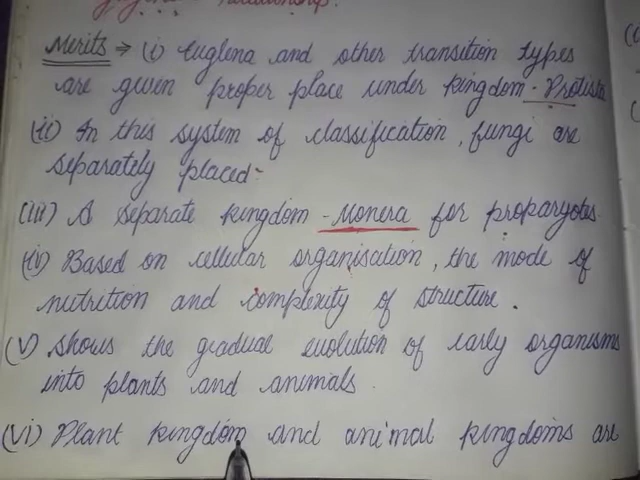 Relationship.
Merits ⇒ (i) Euglena and other transition types
are given proper place under kingdom - Protista
(ii) In this system of classification, fungi are
separately placed-
(iii) A separate kingdom - Monera for prokaryotes.
(iv) Based on cellular organisation, the mode of
nutrition and complexity of structure.
(v) Shows the gradual evolution of early organisms
into plants and animals.
(vi) Plant kingdom and animal kingdoms are